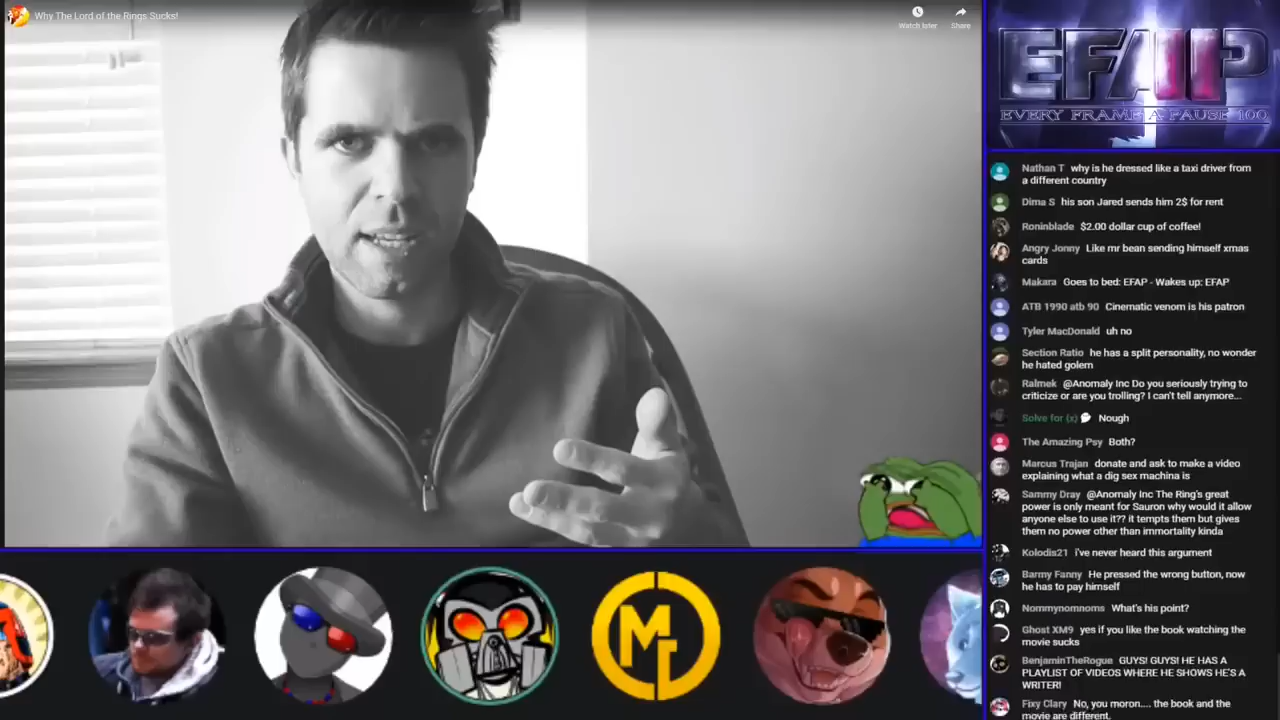 Why The Lord of the Rings Sucks!
Watch later
Share
EFAP
EVERY FRAME A PAUSE 100
Nathan T why is he dressed like a taxi driver from
a different country
Dima S his son Jared sends him 2$ for rent
Roninblade $2.00 dollar cup of coffee!
Angry Jonny Like mr bean sending himself xmas
cards
Makara Goes to bed: EFAP - Wakes up: EFAP
ATB 1990 atb 90 Cinematic venom is his patron
Tyler MacDonald uh no
Section Ratio he has a split personality, no wonder
he hated golem
Ralmek @Anomaly Inc Do you seriously trying to
criticize or are you trolling? I can't tell anymore...
Solve for (x) Nough
The Amazing Psy Both?
Marcus Trajan donate and ask to make a video
explaining what a dig sex machina is
Sammy Dray @Anomaly Inc The Ring's great
power is only meant for Sauron why would it allow
anyone else to use it?? it tempts them but gives
them no power other than immortality kinda
Kolodis21 i've never heard this argument
Barmy Fanny He pressed the wrong button, now
he has to pay himself
Nommynomnoms What's his point?
Ghost XM9 yes if you like the book watching the
movie sucks
BenjaminTheRogue GUYS! GUYS! HE HAS A
PLAYLIST OF VIDEOS WHERE HE SHOWS HE'S A
WRITER!
Fixy Clary No, you moron.... the book and the
movie are different.